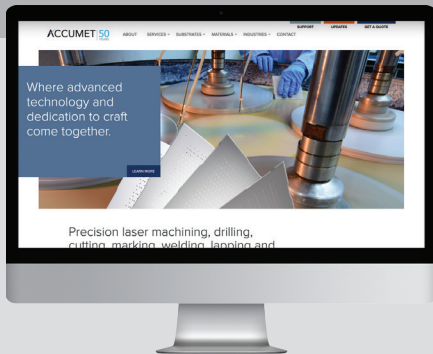 SUPPORT UPDATES GET A QUOTE
ACCUMET 50 YEARS ABOUT SERVICES SUBSTRATES MATERIALS INDUSTRIES CONTACT
Where advanced
technology and
dedication to craft
come together.
LEARN MORE
Precision laser machining, drilling,
cutting, marking, welding, lapping and